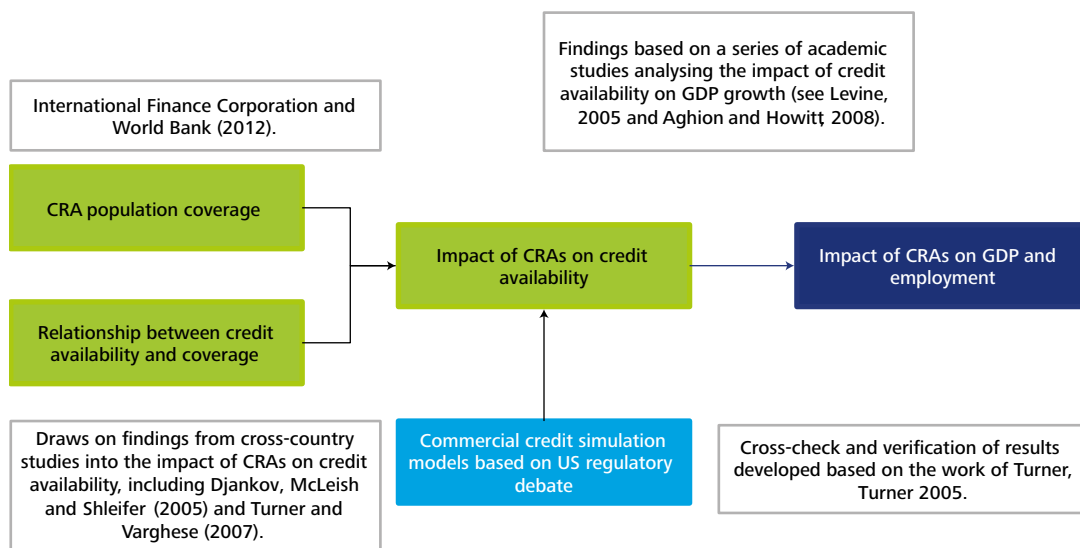 International Finance Corporation and
World Bank (2012).
Findings based on a series of academic
studies analysing the impact of credit
availability on GDP growth (see Levine,
2005 and Aghion and Howitt, 2008).
CRA population coverage
Impact of CRAs on credit
availability
Impact of CRAs on GDP and
employment
Relationship between credit
availability and coverage
Draws on findings from cross-country
studies into the impact of CRAs on credit
availability, including Djankov, McLeish
and Shleifer (2005) and Turner and
Varghese (2007).
Commercial credit simulation
models based on US regulatory
debate
Cross-check and verification of results
developed based on the work of Turner,
Turner 2005.